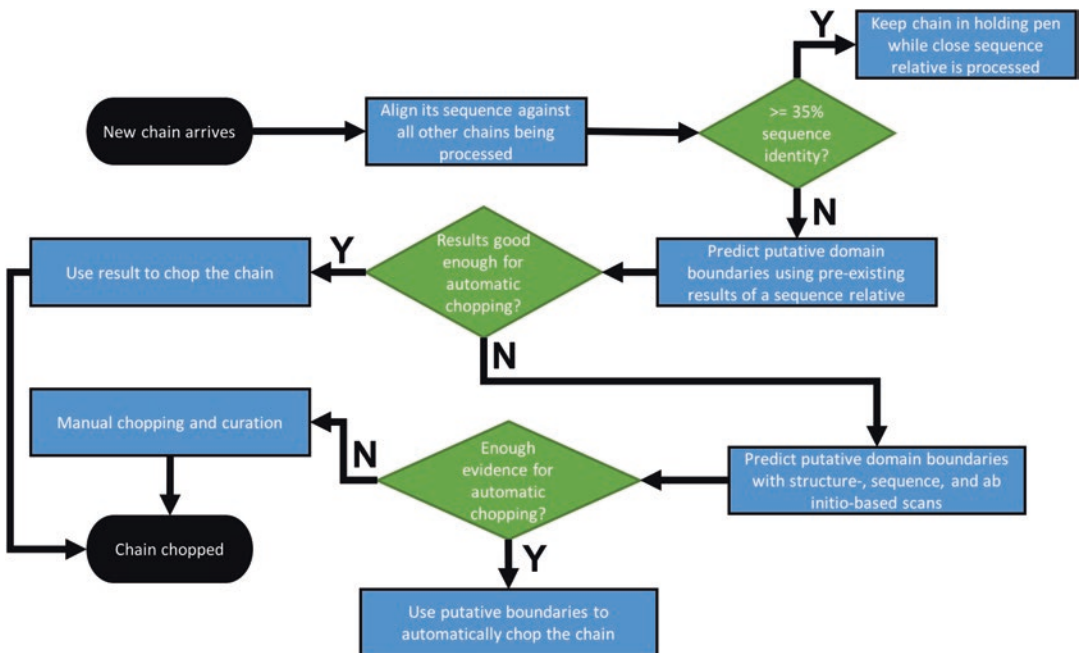 New chain arrives
Align its sequence against
all other chains being
processed
>= 35%
sequence
identity?
Y
Keep chain in holding pen
while close sequence
relative is processed
N
Predict putative domain
boundaries using pre-existing
results of a sequence relative
Results good
enough for
automatic
chopping?
Y
Use result to chop the chain
N
Predict putative domain boundaries
with structure-, sequence, and ab
initio-based scans
Enough
evidence for
automatic
chopping?
N
Manual chopping and curation
Chain chopped
Y
Use putative boundaries to
automatically chop the chain